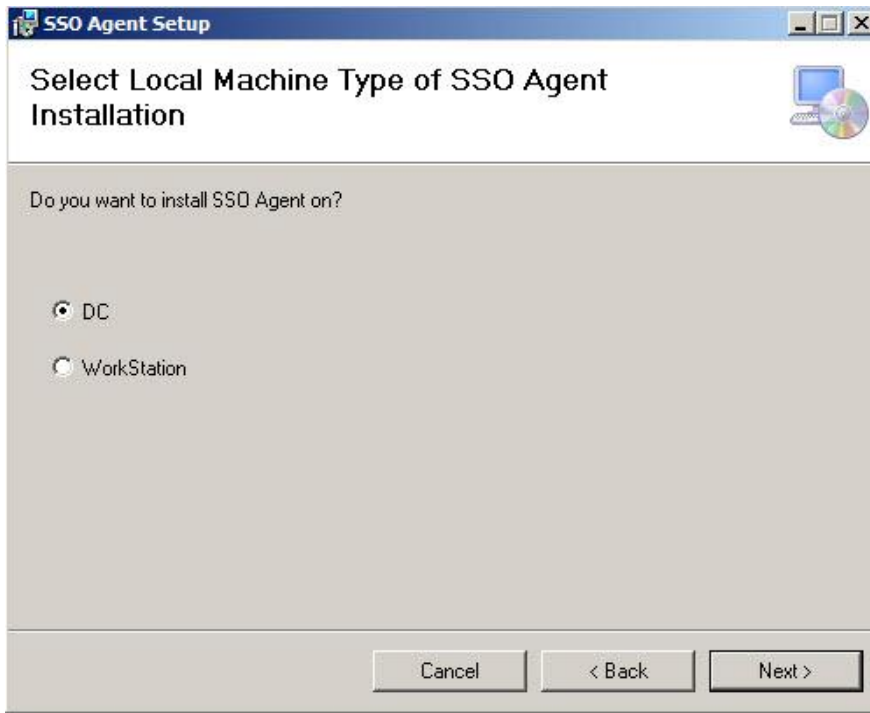 SSO Agent Setup
Select Local Machine Type of SSO Agent
Installation
Do you want to install SSO Agent on?
DC
WorkStation
Cancel
< Back
Next >